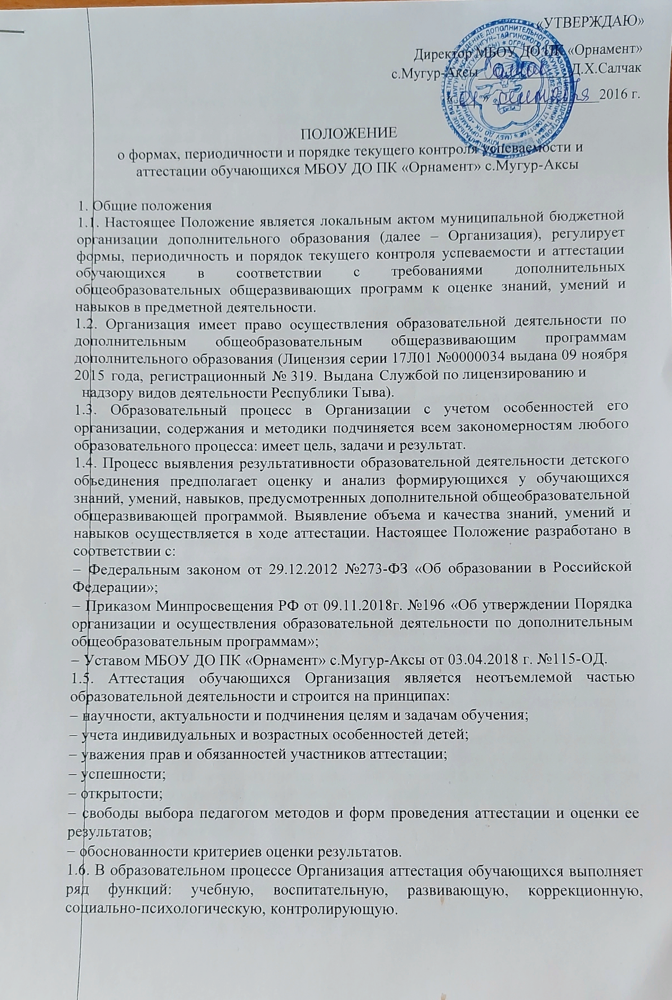 «УТВЕРЖДАЮ»
Директор МБОУ ДО ПК «Орнамент»
с.Мугур-Аксы Д.Х.Салчак
«01» сентября 2016 г.
ПОЛОЖЕНИЕ
о формах, периодичности и порядке текущего контроля успеваемости и
аттестации обучающихся МБОУ ДО ПК «Орнамент» с.Мугур-Аксы
1. Общие положения
1.1. Настоящее Положение является локальным актом муниципальной бюджетной
организации дополнительного образования (далее – Организация), регулирует
формы, периодичность и порядок текущего контроля успеваемости и аттестации
обучающихся в соответствии с требованиями дополнительных
общеобразовательных общеразвивающих программ к оценке знаний, умений и
навыков в предметной деятельности.
1.2. Организация имеет право осуществления образовательной деятельности по
дополнительным общеобразовательным общеразвивающим программам
дополнительного образования (Лицензия серии 17Л01 №0000034 выдана 09 ноября
2015 года, регистрационный № 319. Выдана Службой по лицензированию и
надзору видов деятельности Республики Тыва).
1.3. Образовательный процесс в Организации с учетом особенностей его
организации, содержания и методики подчиняется всем закономерностям любого
образовательного процесса: имеет цель, задачи и результат.
1.4. Процесс выявления результативности образовательной деятельности детского
объединения предполагает оценку и анализ формирующихся у обучающихся
знаний, умений, навыков, предусмотренных дополнительной общеобразовательной
общеразвивающей программой. Выявление объема и качества знаний, умений и
навыков осуществляется в ходе аттестации. Настоящее Положение разработано в
соответствии с:
– Федеральным законом от 29.12.2012 №273-ФЗ «Об образовании в Российской
Федерации»;
– Приказом Минпросвещения РФ от 09.11.2018г. №196 «Об утверждении Порядка
организации и осуществления образовательной деятельности по дополнительным
общеобразовательным программам»;
– Уставом МБОУ ДО ПК «Орнамент» с.Мугур-Аксы от 03.04.2018 г. №115-ОД.
1.5. Аттестация обучающихся Организация является неотъемлемой частью
образовательной деятельности и строится на принципах:
– научности, актуальности и подчинения целям и задачам обучения;
– учета индивидуальных и возрастных особенностей детей;
– уважения прав и обязанностей участников аттестации;
– успешности;
– открытости;
– свободы выбора педагогом методов и форм проведения аттестации и оценки ее
результатов;
– обоснованности критериев оценки результатов.
1.6. В образовательном процессе Организация аттестация обучающихся выполняет
ряд функций: учебную, воспитательную, развивающую, коррекционную,
социально-психологическую, контролирующую.